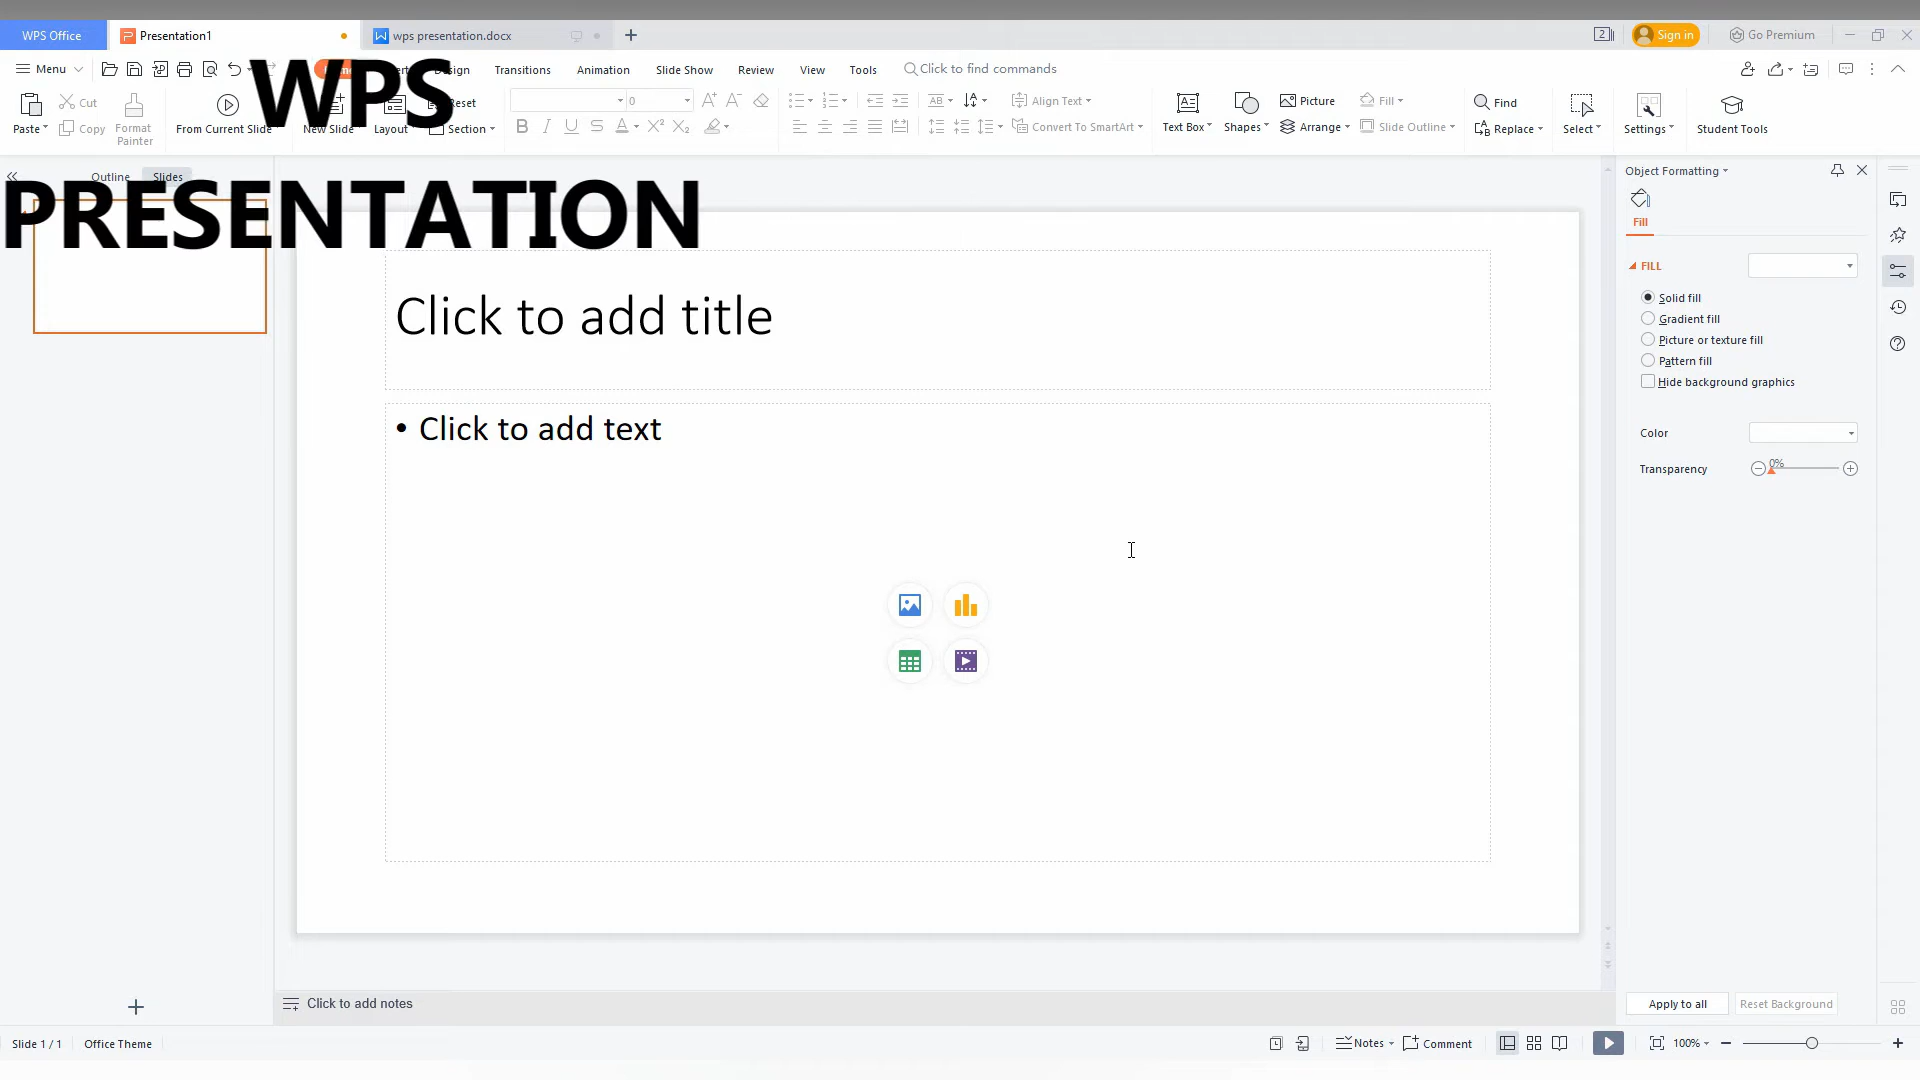 WPS Office
Presentation1
wps presentation.docx
2
Sign in
Go Premium
Menu
Transitions
Animation
Slide Show
Review
View
Tools
Click to find commands
WPS
PRESENTATION
Paste
Cut
Copy
Format
Painter
From Current Slide
New Slide
Layout
Reset
Section
0
Align Text
Convert To SmartArt
Text Box
Shapes
Picture
Arrange
Fill
Slide Outline
Find
Replace
Select
Settings
Student Tools
Outline
Slides
Click to add title
• Click to add text
Object Formatting
Fill
FILL
Solid fill
Gradient fill
Picture or texture fill
Pattern fill
Hide background graphics
Color
Transparency
0%
Apply to all
Reset Background
Click to add notes
Slide 1 / 1
Office Theme
Notes
Comment
100%